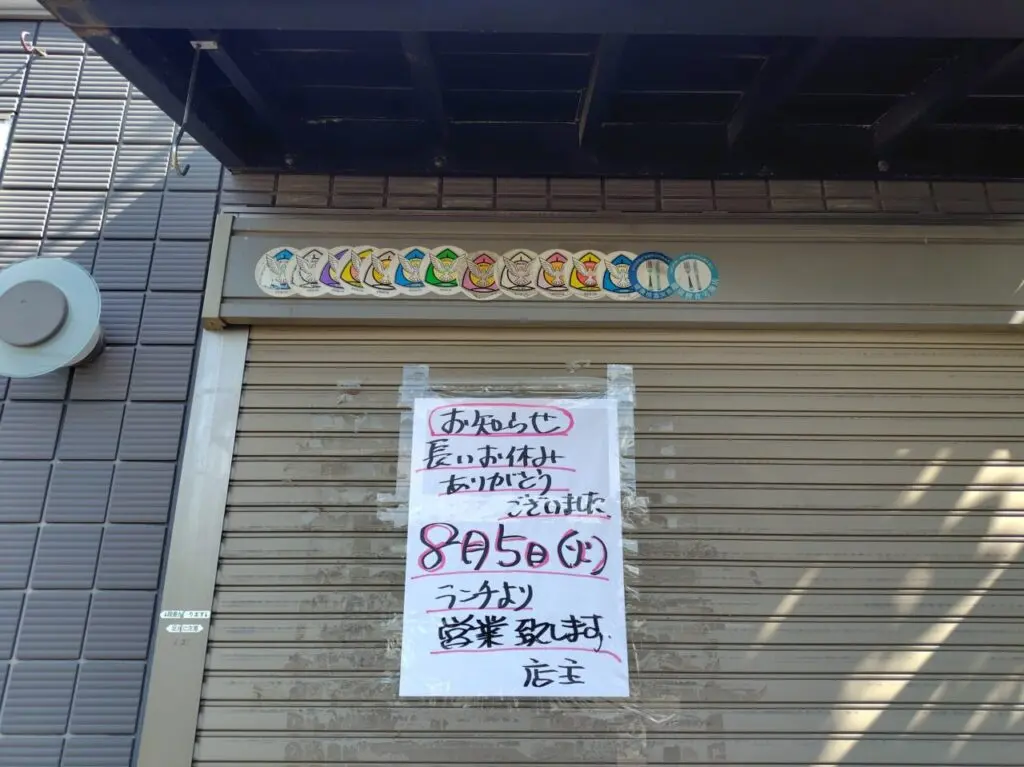 お知らせ
長いお休み
ありがとう
ございました
8月5日(火)
ランチより
営業致します。
店主